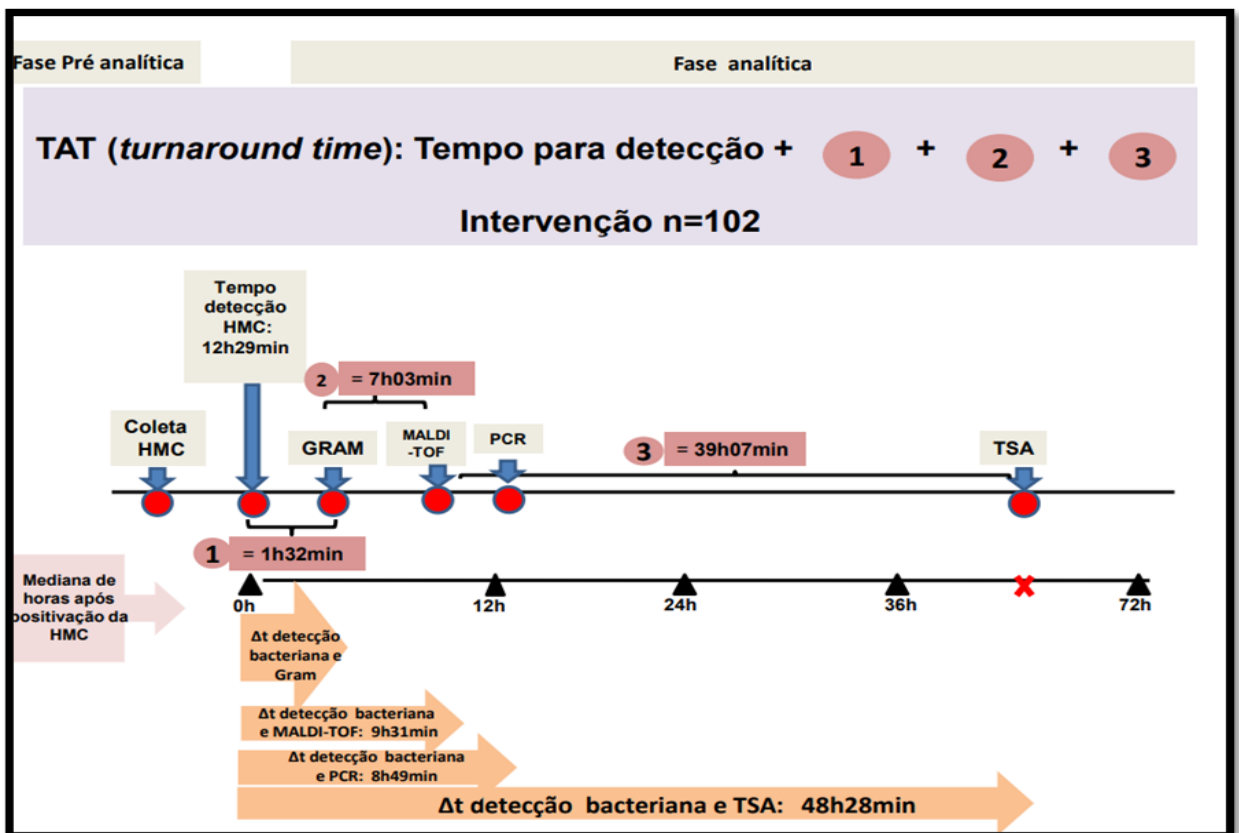 Fase Pré analítica
Fase analítica
TAT (turnaround time): Tempo para detecção + 1 + 2 + 3
Intervenção n=102
Tempo
detecção
HMC:
12h29min
2 = 7h03min
Coleta
HMC
GRAM
MALDI
-TOF
PCR
3 = 39h07min
TSA
1 = 1h32min
Mediana de
horas após
positivação da
HMC
0h
12h
24h
36h
72h
Δt detecção
bacteriana e
Gram
Δt detecção bacteriana
e MALDI-TOF: 9h31min
Δt detecção bacteriana
e PCR: 8h49min
Δt detecção bacteriana e TSA: 48h28min